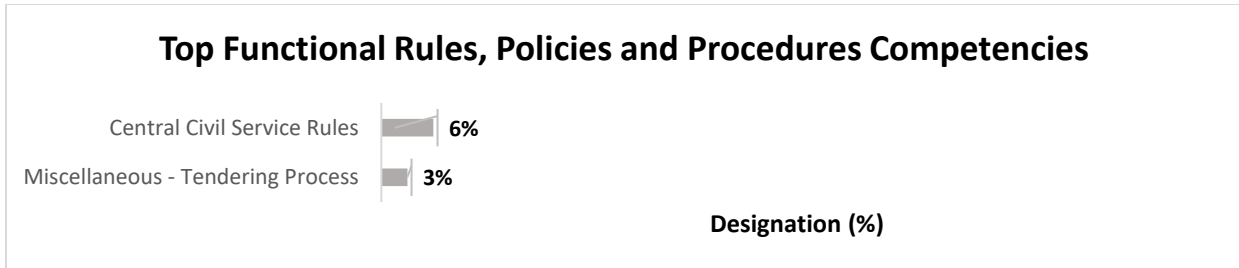 Top Functional Rules, Policies and Procedures Competencies
Central Civil Service Rules 6%
Miscellaneous - Tendering Process 3%
Designation (%)